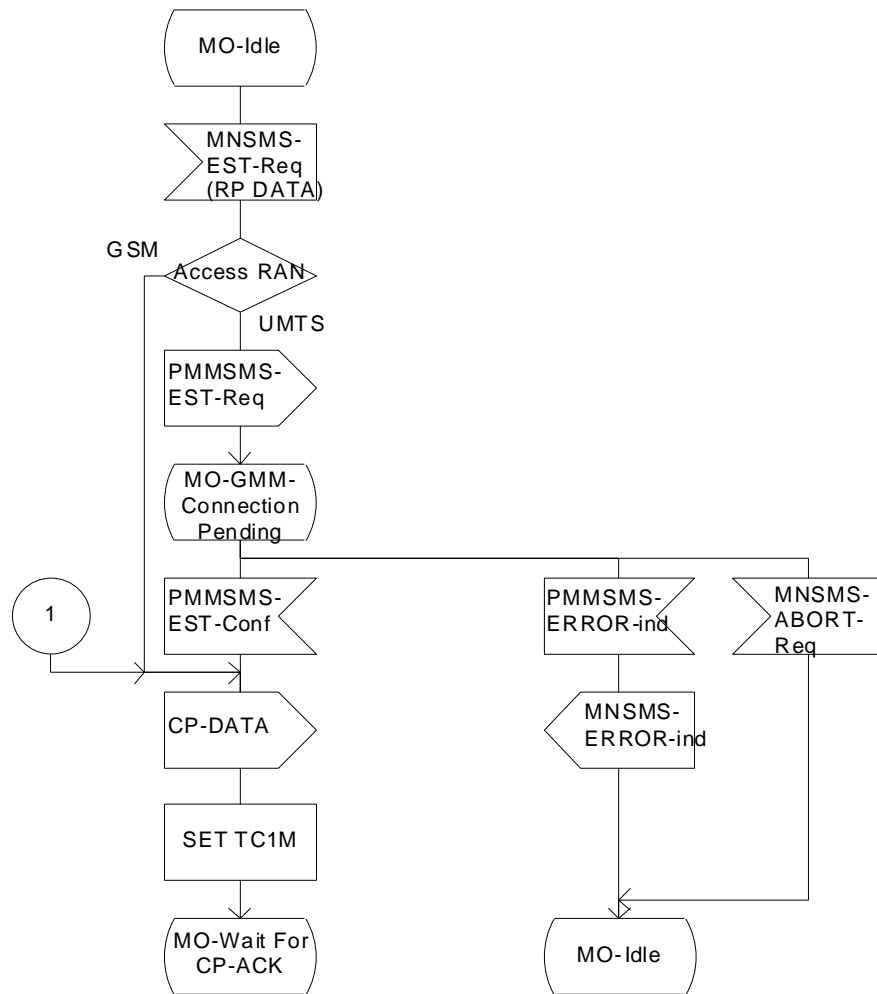 MO-Idle
MNSMS-
EST-Req
(RP DATA)
GSM
Access RAN
UMTS
PMMSMS-
EST-Req
MO-GMM-
Connection
Pending
1
PMMSMS-
EST-Conf
PMMSMS-
ERROR-ind
MNSMS-
ABORT-
Req
CP-DATA
MNSMS-
ERROR-ind
SET TC1M
MO-Wait For
CP-ACK
MO-Idle